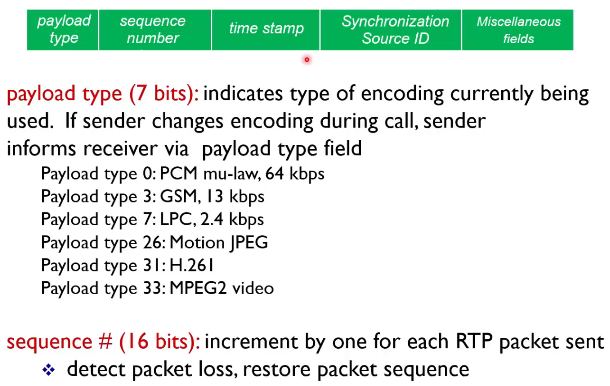 payload type
sequence number
time stamp
Synchronization Source ID
Miscellaneous fields
payload type (7 bits): indicates type of encoding currently being
used. If sender changes encoding during call, sender
informs receiver via payload type field
Payload type 0: PCM mu-law, 64 kbps
Payload type 3: GSM, 13 kbps
Payload type 7: LPC, 2.4 kbps
Payload type 26: Motion JPEG
Payload type 31: H.261
Payload type 33: MPEG2 video
sequence # (16 bits): increment by one for each RTP packet sent
❖ detect packet loss, restore packet sequence